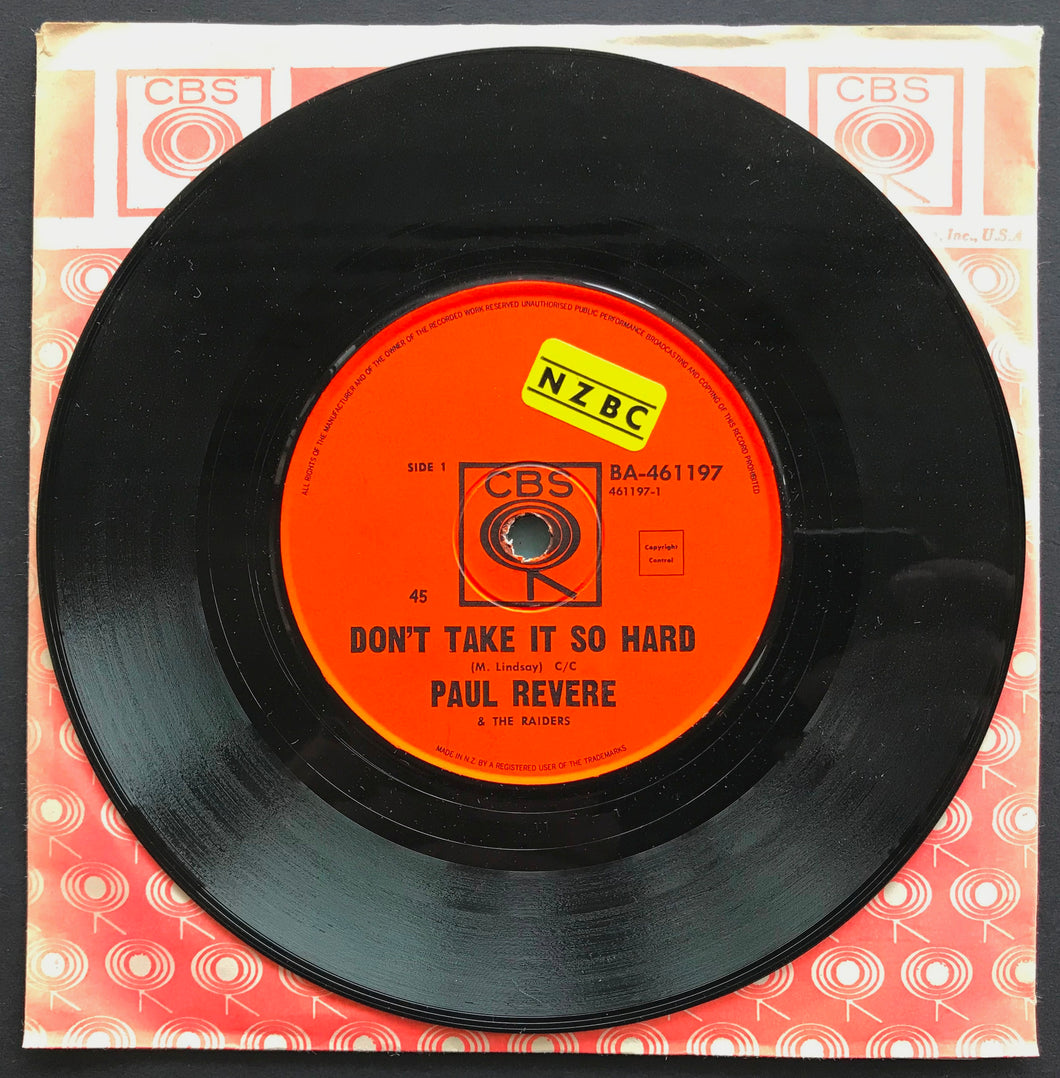 CBS
CBS
, Inc., U.S.A
ALL RIGHTS OF THE MANUFACTURER AND OF THE OWNER OF THE RECORDED WORK RESERVED UNAUTHORISED PUBLIC PERFORMANCE BROADCASTING AND COPYING OF THIS RECORD PROHIBITED
NZBC
SIDE 1
CBS
BA-461197
461197-1
Copyright
Control
45
DON'T TAKE IT SO HARD
(M. Lindsay) C/C
PAUL REVERE
& THE RAIDERS
MADE IN N.Z. BY A REGISTERED USER OF THE TRADEMARKS